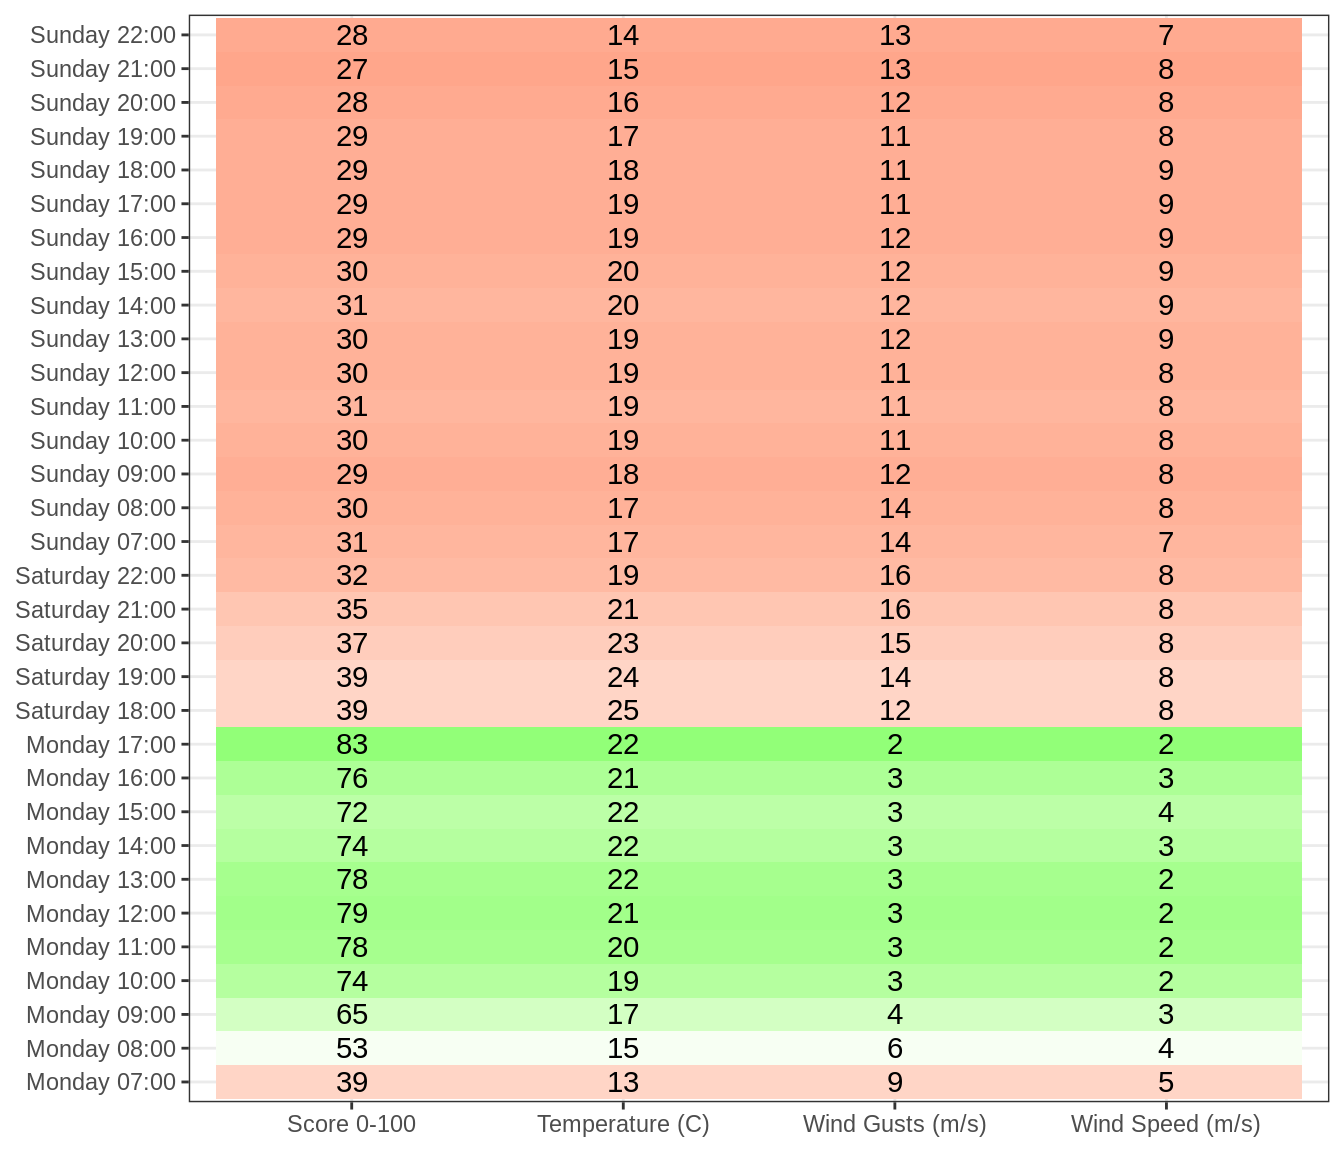 Sunday 22:00 28 14 13 7
Sunday 21:00 27 15 13 8
Sunday 20:00 28 16 12 8
Sunday 19:00 29 17 11 8
Sunday 18:00 29 18 11 9
Sunday 17:00 29 19 11 9
Sunday 16:00 29 19 12 9
Sunday 15:00 30 20 12 9
Sunday 14:00 31 20 12 9
Sunday 13:00 30 19 12 9
Sunday 12:00 30 19 11 8
Sunday 11:00 31 19 11 8
Sunday 10:00 30 19 11 8
Sunday 09:00 29 18 12 8
Sunday 08:00 30 17 14 8
Sunday 07:00 31 17 14 7
Saturday 22:00 32 19 16 8
Saturday 21:00 35 21 16 8
Saturday 20:00 37 23 15 8
Saturday 19:00 39 24 14 8
Saturday 18:00 39 25 12 8
Monday 17:00 83 22 2 2
Monday 16:00 76 21 3 3
Monday 15:00 72 22 3 4
Monday 14:00 74 22 3 3
Monday 13:00 78 22 3 2
Monday 12:00 79 21 3 2
Monday 11:00 78 20 3 2
Monday 10:00 74 19 3 2
Monday 09:00 65 17 4 3
Monday 08:00 53 15 6 4
Monday 07:00 39 13 9 5
Score 0-100 Temperature (C) Wind Gusts (m/s) Wind Speed (m/s)